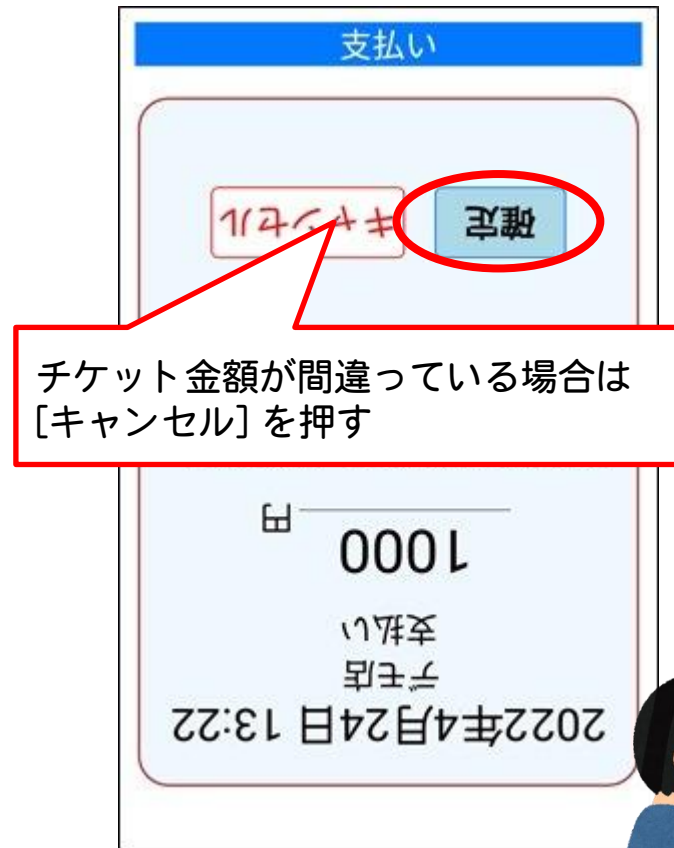 支払い
確定
キャンセル
チケット金額が間違っている場合は
[キャンセル] を押す
2022年4月24日 13:22
デモ店
支払い
1000
円